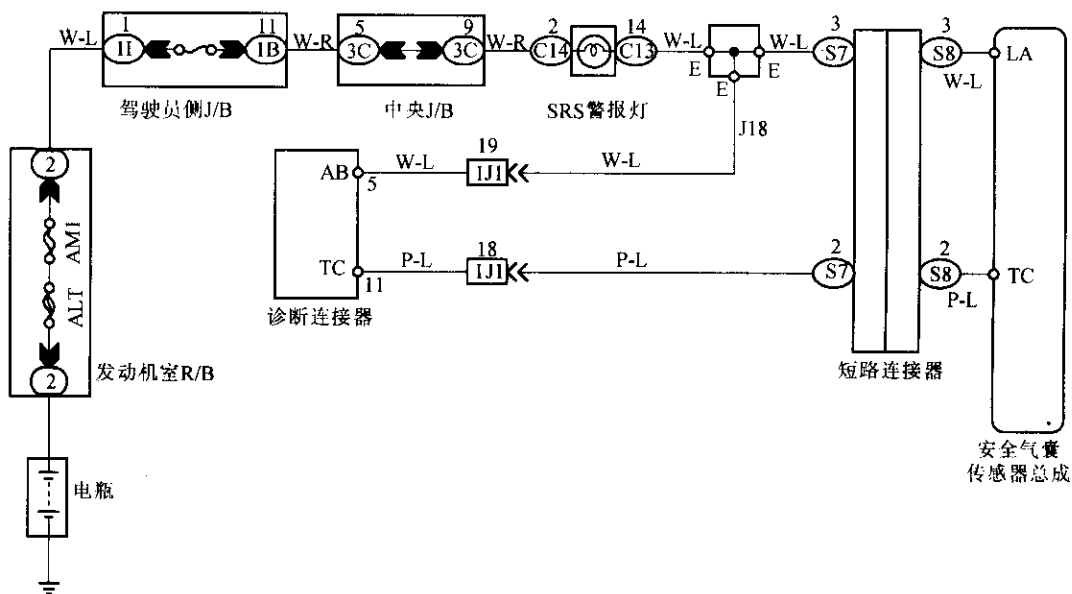 1 11 5 9 2 14 3 3
W-L 1I 1B W-R 3C 3C W-R C14 C13 W-L W-L S7 S8 LA
E E W-L
驾驶员侧J/B 中央J/B SRS警报灯 E
J18
19
2 AB W-L 1J1 W-L
5
AM1
18 2 2
TC P-L 1J1 P-L S7 S8 TC
11 P-L
ALT
诊断连接器
2 发动机室R/B 短路连接器
安全气囊
电瓶 传感器总成